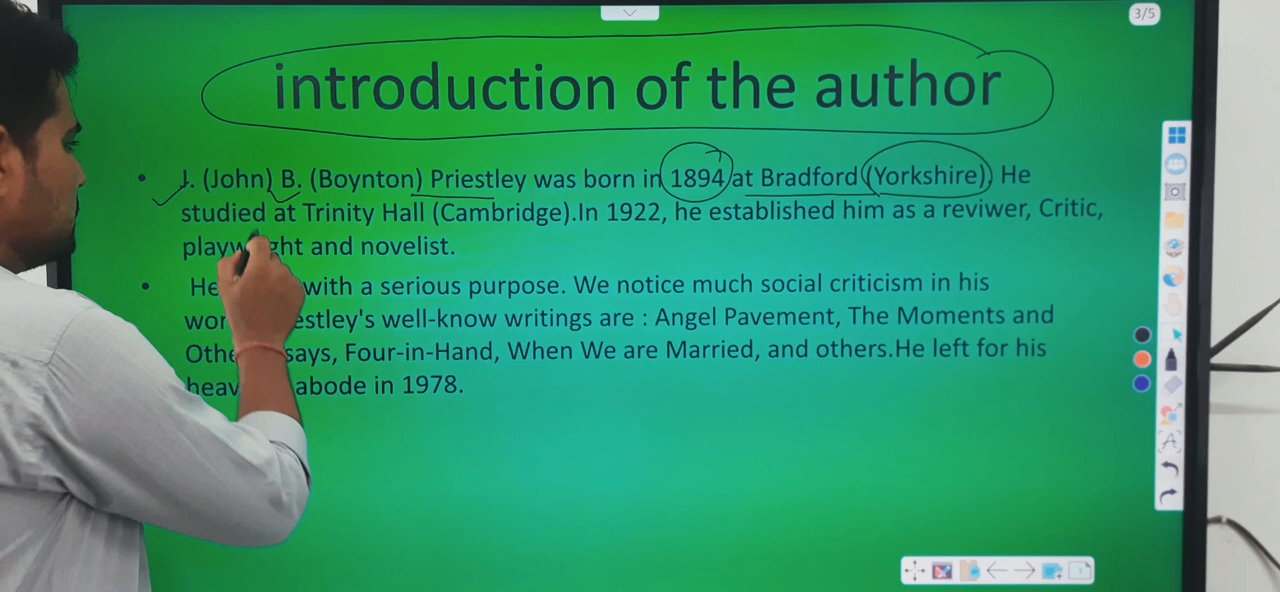 3/5
introduction of the author
• J. (John) B. (Boynton) Priestley was born in 1894 at Bradford (Yorkshire). He
studied at Trinity Hall (Cambridge).In 1922, he established him as a reviwer, Critic,
and novelist.
• He with a serious purpose. We notice much social criticism in his
well-know writings are : Angel Pavement, The Moments and
Four-in-Hand, When We are Married, and others.He left for his
abode in 1978.